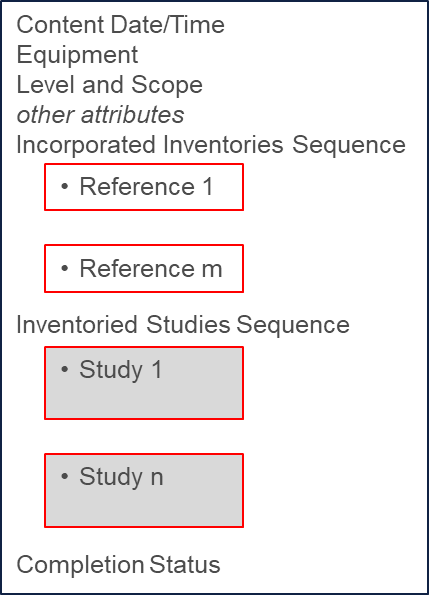 Content Date/Time
Equipment
Level and Scope
other attributes
Incorporated Inventories Sequence
• Reference 1
• Reference m
Inventoried Studies Sequence
• Study 1
• Study n
Completion Status